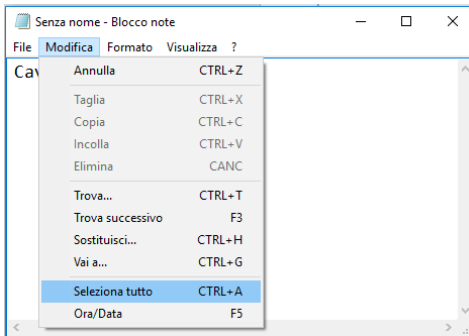 Senza nome - Blocco note
File Modifica Formato Visualizza ?
Cav
Annulla CTRL+Z
Taglia CTRL+X
Copia CTRL+C
Incolla CTRL+V
Elimina CANC
Trova... CTRL+T
Trova successivo F3
Sostituisci... CTRL+H
Vai a... CTRL+G
Seleziona tutto CTRL+A
Ora/Data F5